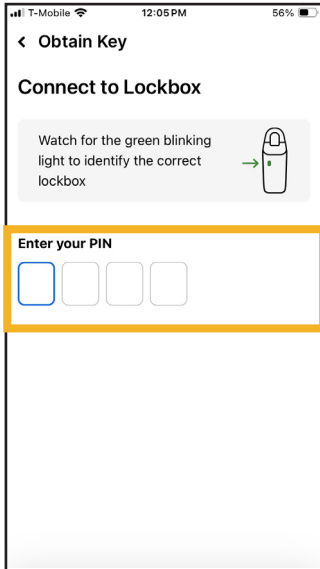 T-Mobile 12:05 PM 56%
Obtain Key
Connect to Lockbox
Watch for the green blinking
light to identify the correct
lockbox
Enter your PIN